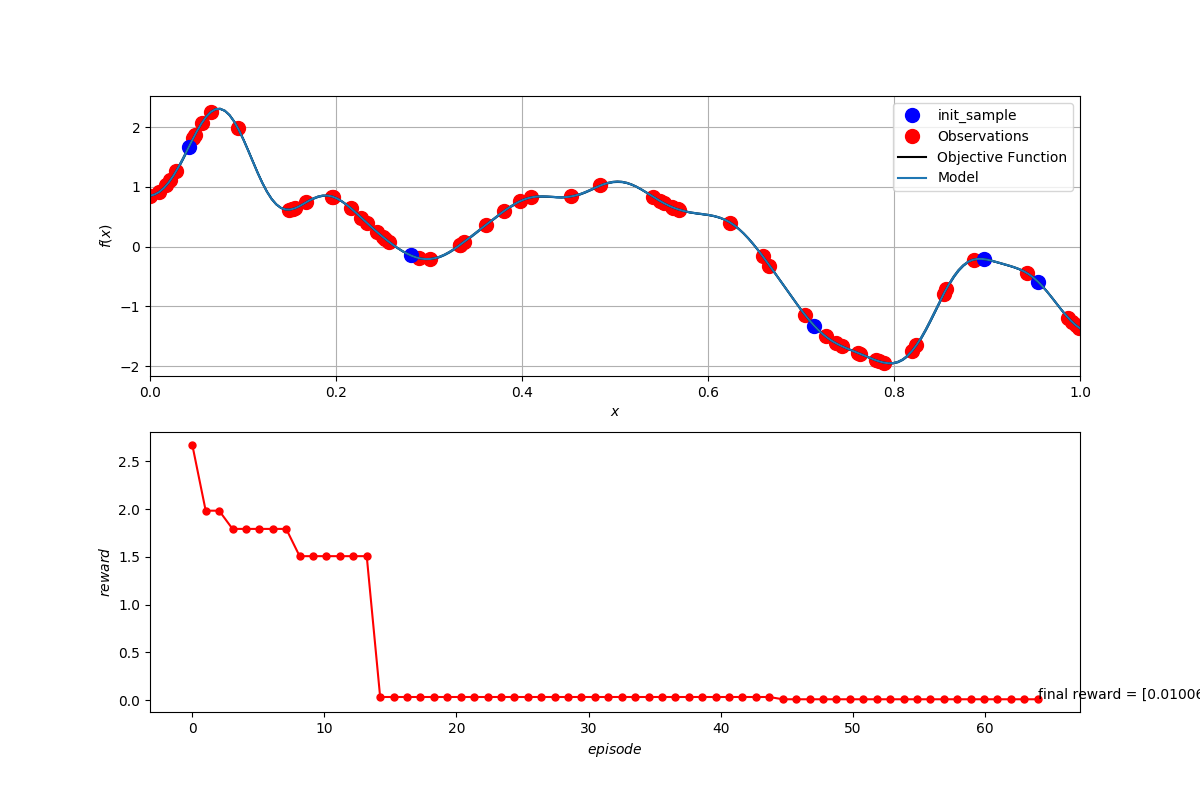 2
1
0
−1
−2
f(x)
init_sample
Observations
Objective Function
Model
0.0 0.2 0.4 0.6 0.8 1.0
x
2.5
2.0
1.5
1.0
0.5
0.0
reward
final reward = [0.01006
0 10 20 30 40 50 60
episode